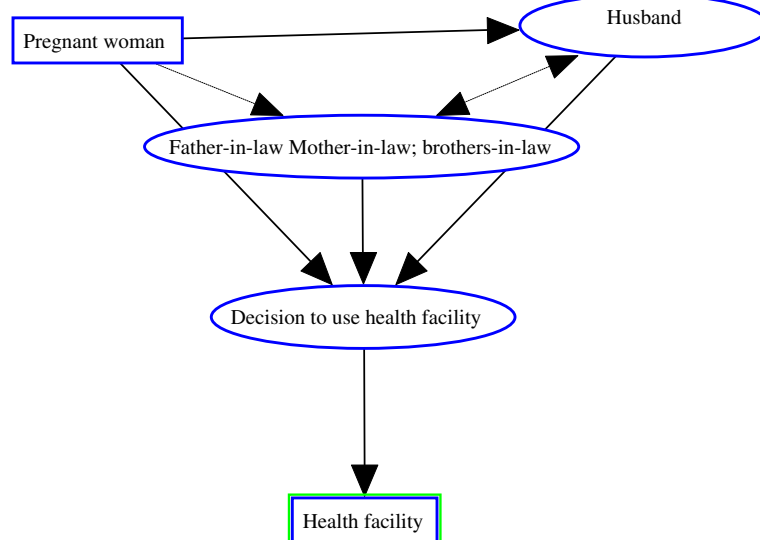 Husband
Pregnant woman
Father-in-law Mother-in-law; brothers-in-law
Decision to use health facility
Health facility